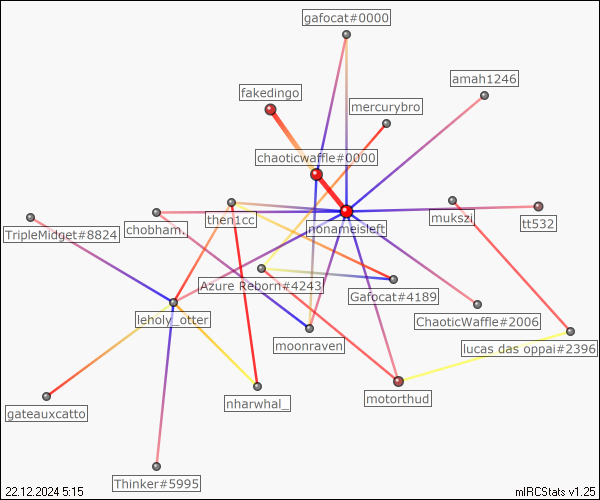 gafocat#0000
amah1246
fakedingo
mercurybro
chaoticwaffle#0000
then1cc
mukszi
tt532
chobham.
nonameisleft
TripleMidget#8824
Azure Reborn#4243
Gafocat#4189
leholy_otter
ChaoticWaffle#2006
moonraven
lucas das oppai#2396
gateauxcatto
nharwhal_
motorthud
Thinker#5995
22.12.2024 5:15
mIRCStats v1.25